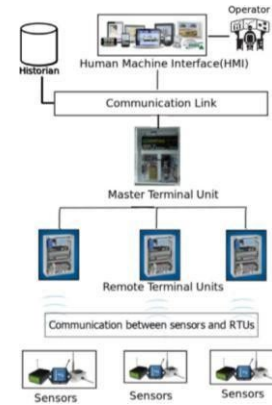 Operator
Historian
Human Machine Interface(HMI)
Communication Link
Master Terminal Unit
Remote Terminal Units
Communication between sensors and RTUs
Sensors
Sensors
Sensors